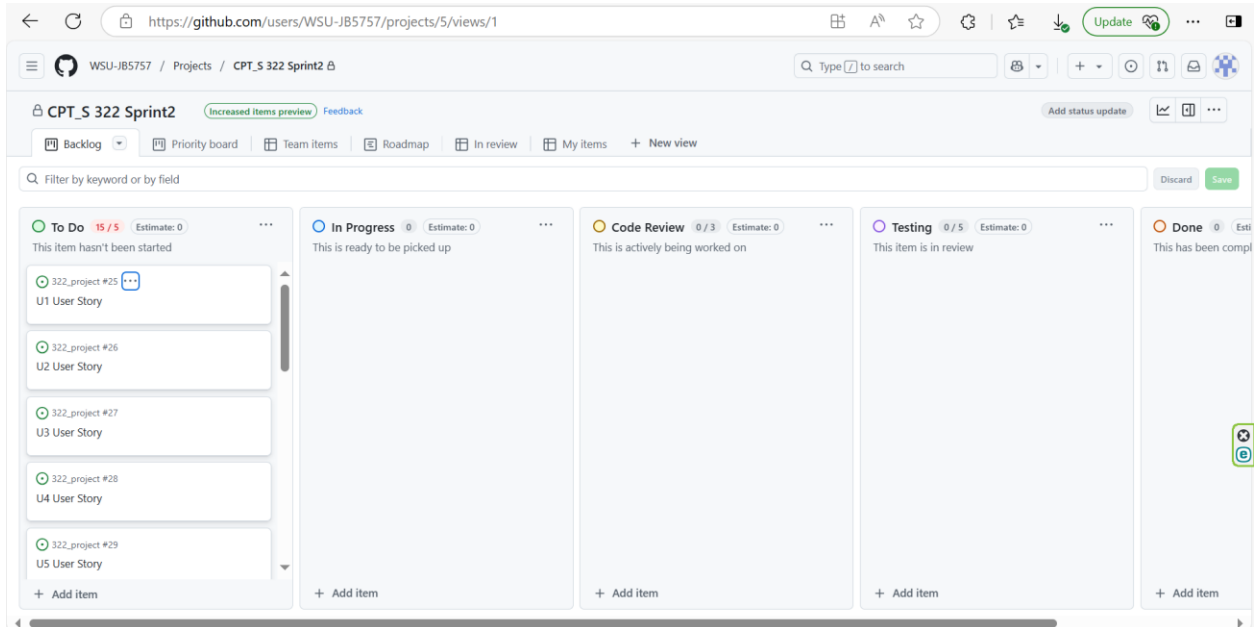 https://github.com/users/WSU-JB5757/projects/5/views/1
Update
WSU-JB5757 / Projects / CPT_S 322 Sprint2
Type / to search
CPT_S 322 Sprint2 Increased items preview Feedback
Add status update
Backlog Priority board Team items Roadmap In review My items + New view
Filter by keyword or by field
Discard Save
To Do 15 / 5 Estimate: 0
This item hasn't been started
322_project #25
U1 User Story
322_project #26
U2 User Story
322_project #27
U3 User Story
322_project #28
U4 User Story
322_project #29
U5 User Story
+ Add item
In Progress 0 Estimate: 0
This is ready to be picked up
+ Add item
Code Review 0 / 3 Estimate: 0
This is actively being worked on
+ Add item
Testing 0 / 5 Estimate: 0
This item is in review
+ Add item
Done 0 Esti
This has been compl
+ Add item